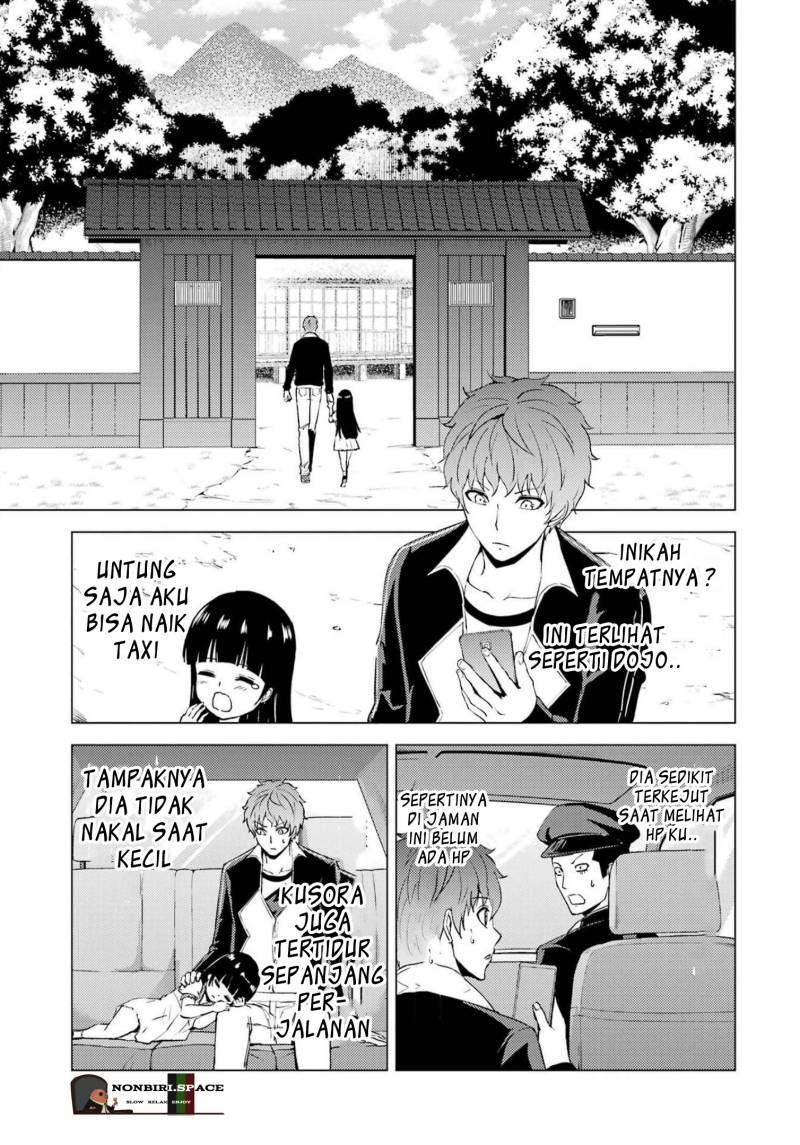 INIKAH
TEMPATNYA ?
INI TERLIHAT
SEPERTI DOJO..
UNTUNG
SAJA AKU
BISA NAIK
TAXI
DIA SEDIKIT
TERKEJUT
SAAT MELIHAT
HP KU..
SEPERTINYA
DI JAMAN
INI BELUM
ADA HP
TAMPAKNYA
DIA TIDAK
NAKAL SAAT
KECIL
KUSORA
JUGA
TERTIDUR
SEPANJANG
PER-
JALANAN
NONBIRI.SPACE
SLOW RELAX ENJOY